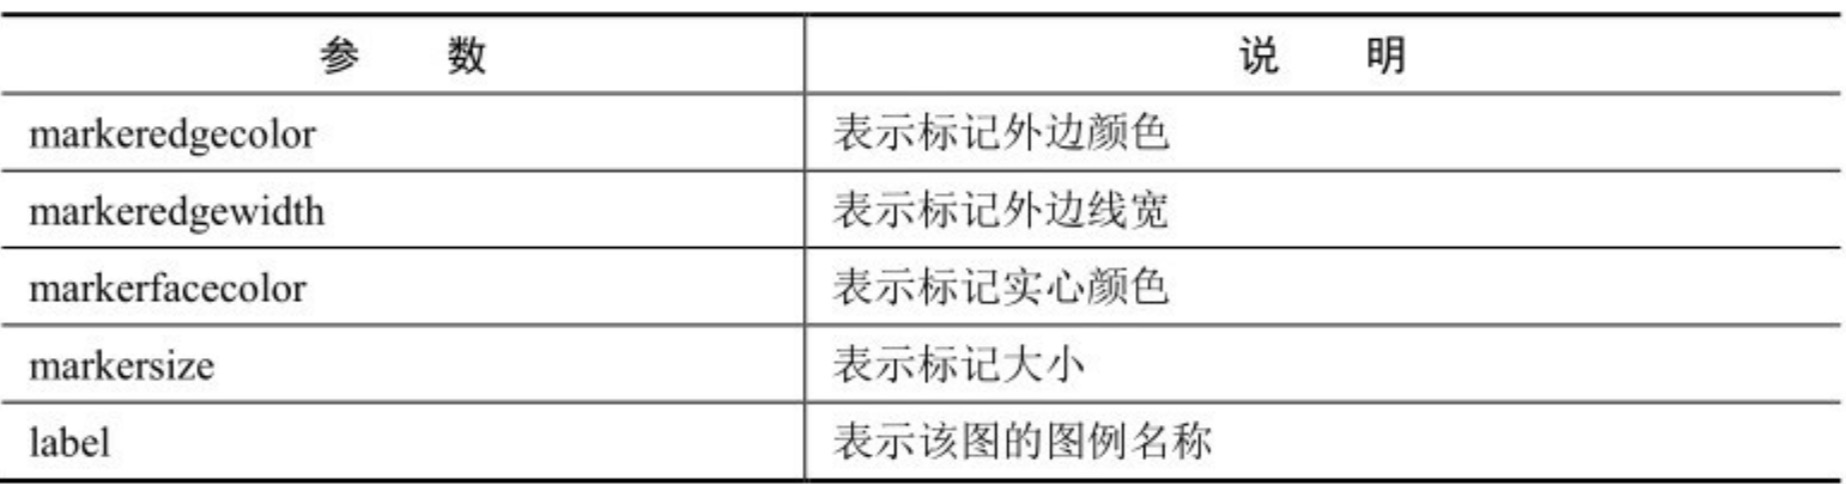 参 数 说 明
markeredgecolor 表示标记外边颜色
markeredgewidth 表示标记外边线宽
markerfacecolor 表示标记实心颜色
markersize 表示标记大小
label 表示该图的图例名称